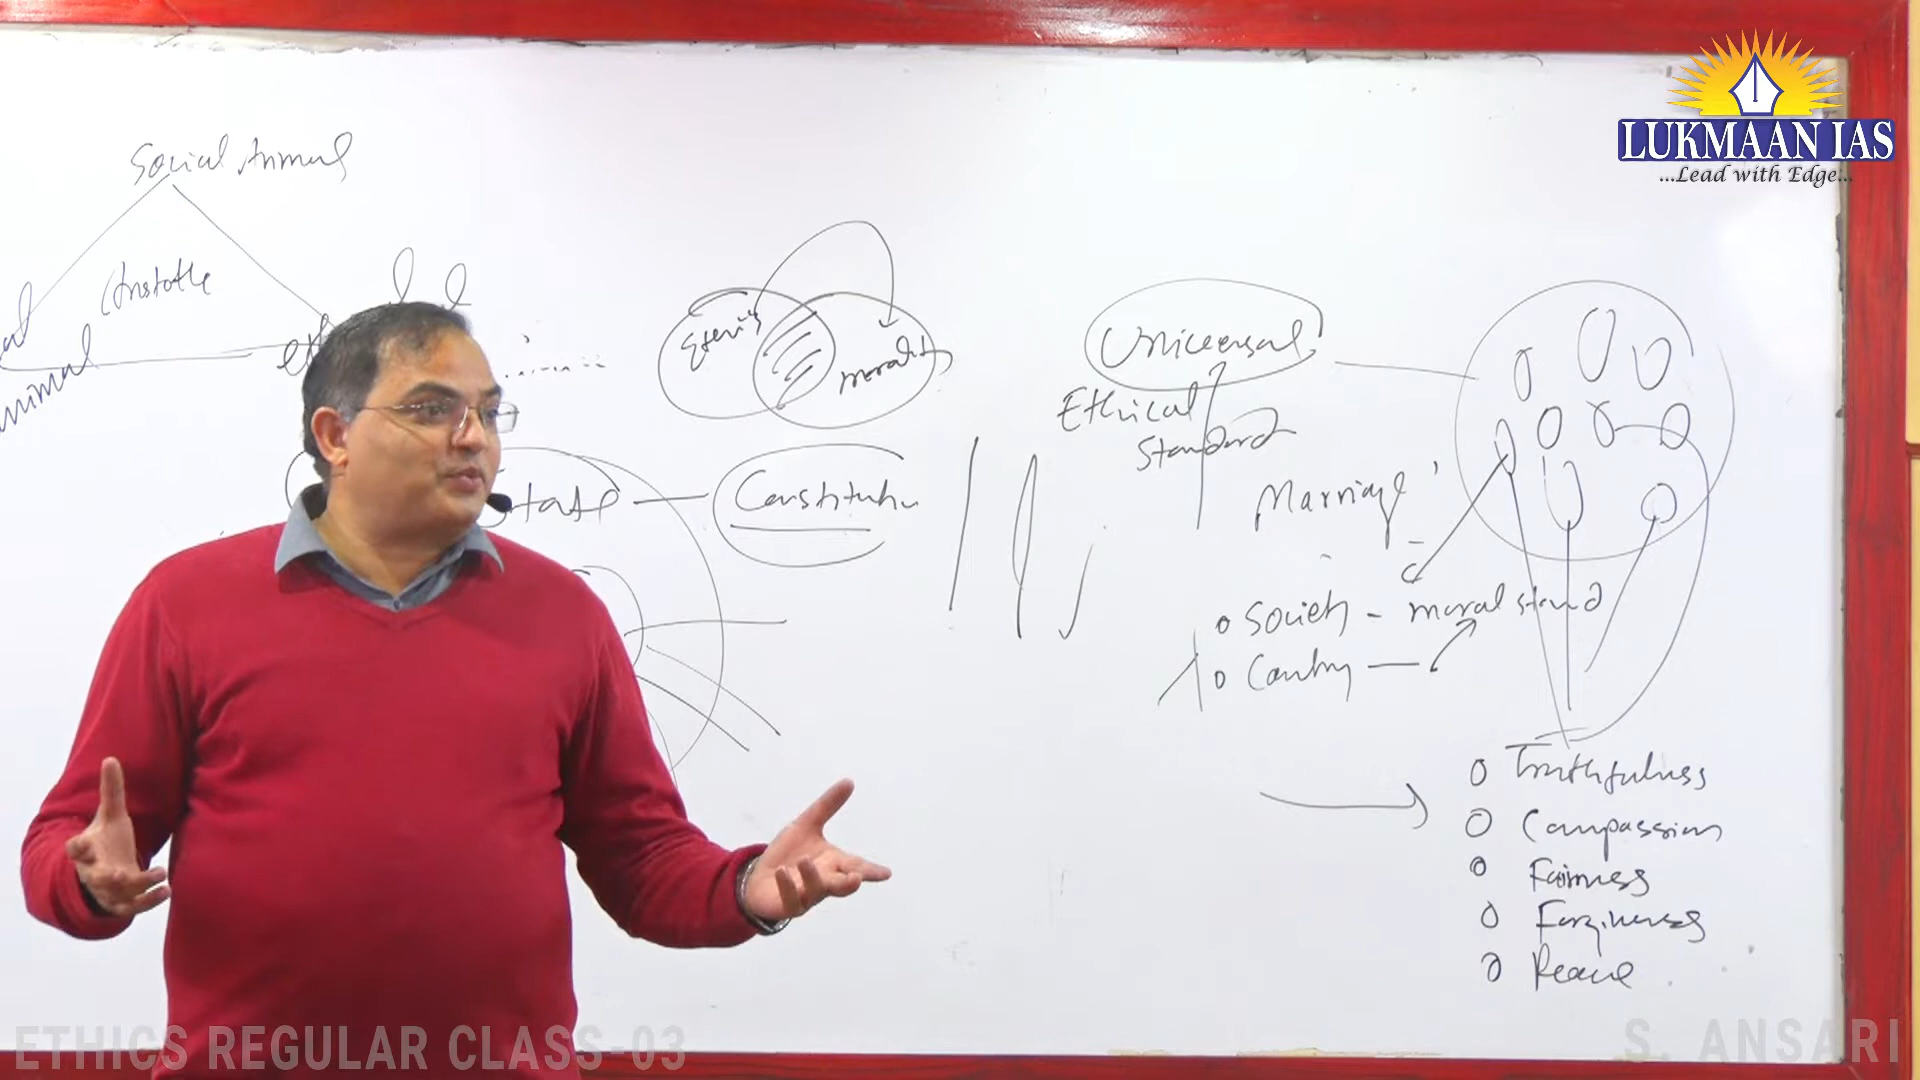 LUKMAAN IAS
...Lead with Edge...
Social Animal
Animal
Ethics
morality
Universal
Ethical
Standard
State
Constitution
Marriage
Society - moral stand
Country
Truthfulness
Compassion
Fairness
Forgiveness
Peace
ETHICS REGULAR CLASS-03
S. ANSARI